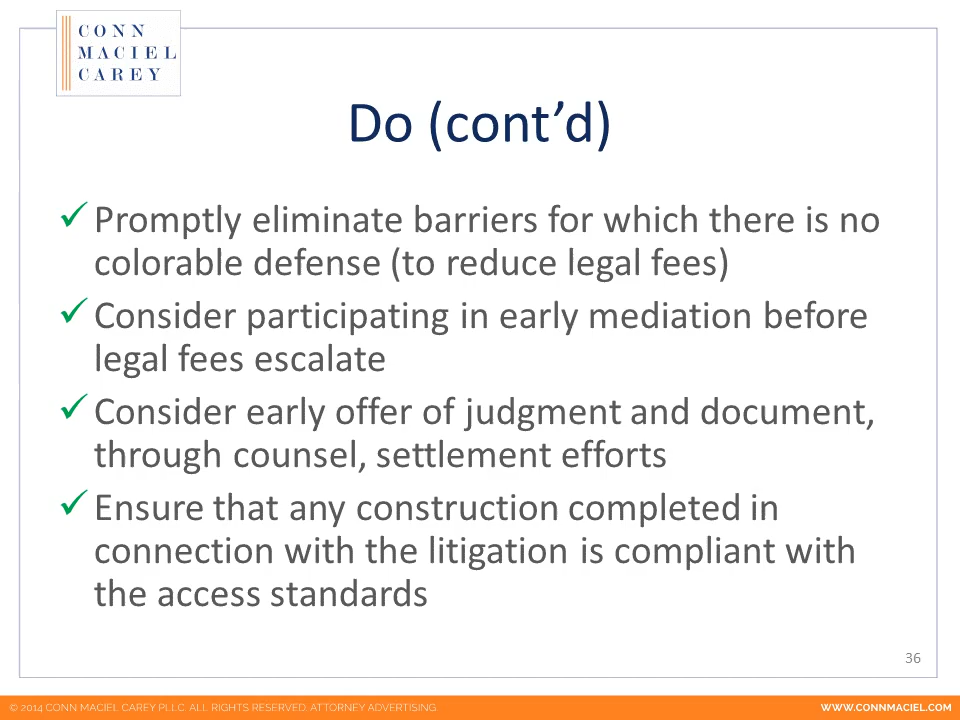 CONN
MACIEL
CAREY
Do (cont’d)
✓ Promptly eliminate barriers for which there is no
colorable defense (to reduce legal fees)
✓ Consider participating in early mediation before
legal fees escalate
✓ Consider early offer of judgment and document,
through counsel, settlement efforts
✓ Ensure that any construction completed in
connection with the litigation is compliant with
the access standards
36
© 2014 CONN MACIEL CAREY PLLC. ALL RIGHTS RESERVED. ATTORNEY ADVERTISING.
WWW.CONNMACIEL.COM